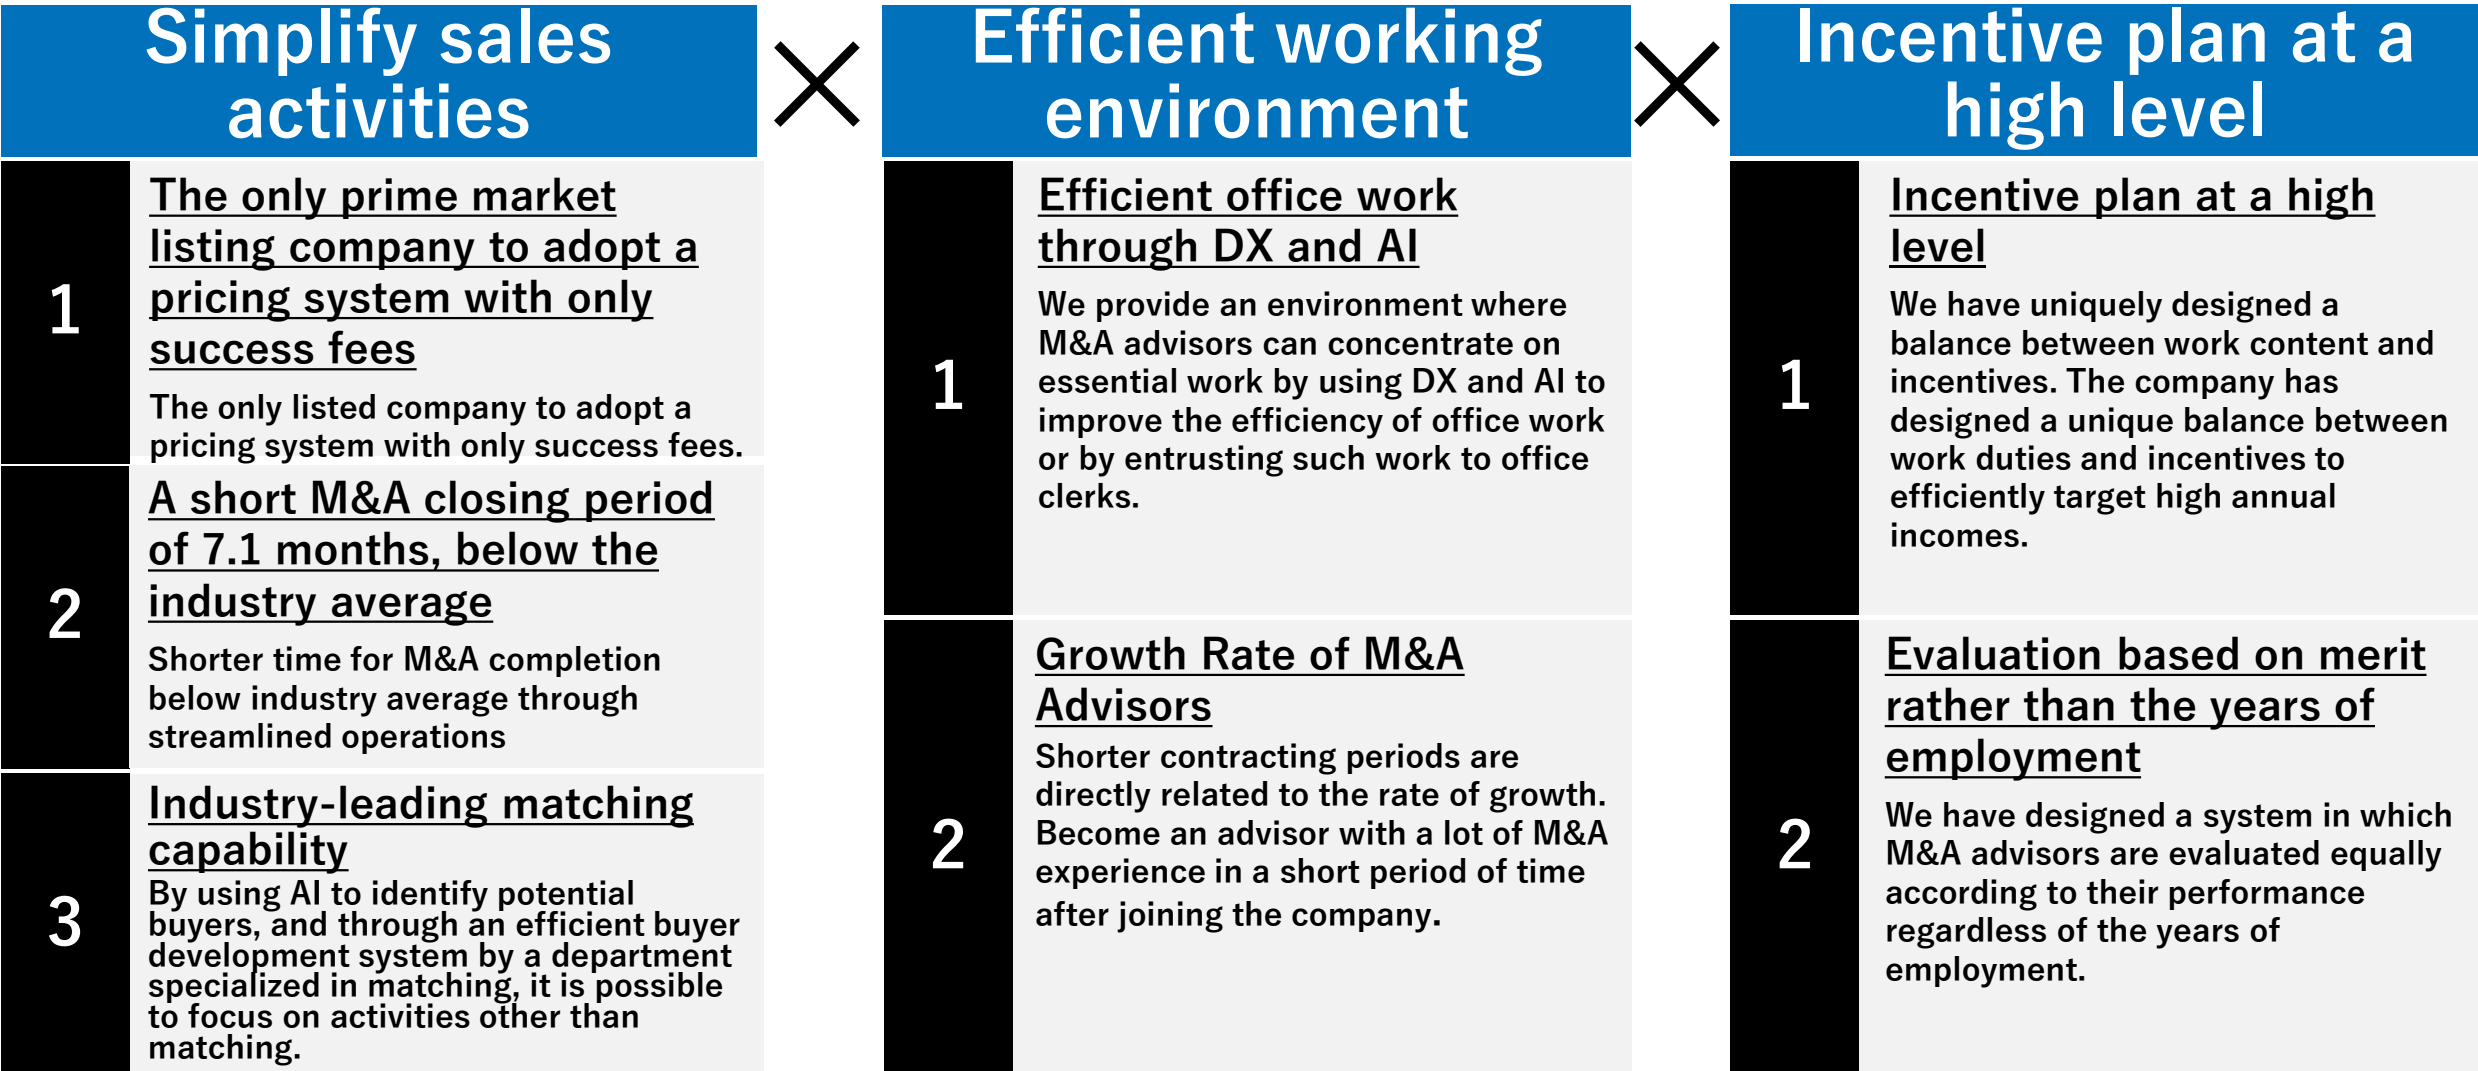 Simplify sales
activities
1
The only prime market
listing company to adopt a
pricing system with only
success fees
The only listed company to adopt a
pricing system with only success fees.
2
A short M&A closing period
of 7.1 months, below the
industry average
Shorter time for M&A completion
below industry average through
streamlined operations
3
Industry-leading matching
capability
By using AI to identify potential
buyers, and through an efficient buyer
development system by a department
specialized in matching, it is possible
to focus on activities other than
matching.
×
Efficient working
environment
1
Efficient office work
through DX and AI
We provide an environment where
M&A advisors can concentrate on
essential work by using DX and AI to
improve the efficiency of office work
or by entrusting such work to office
clerks.
2
Growth Rate of M&A
Advisors
Shorter contracting periods are
directly related to the rate of growth.
Become an advisor with a lot of M&A
experience in a short period of time
after joining the company.
×
Incentive plan at a
high level
1
Incentive plan at a high
level
We have uniquely designed a
balance between work content and
incentives. The company has
designed a unique balance between
work duties and incentives to
efficiently target high annual
incomes.
2
Evaluation based on merit
rather than the years of
employment
We have designed a system in which
M&A advisors are evaluated equally
according to their performance
regardless of the years of
employment.